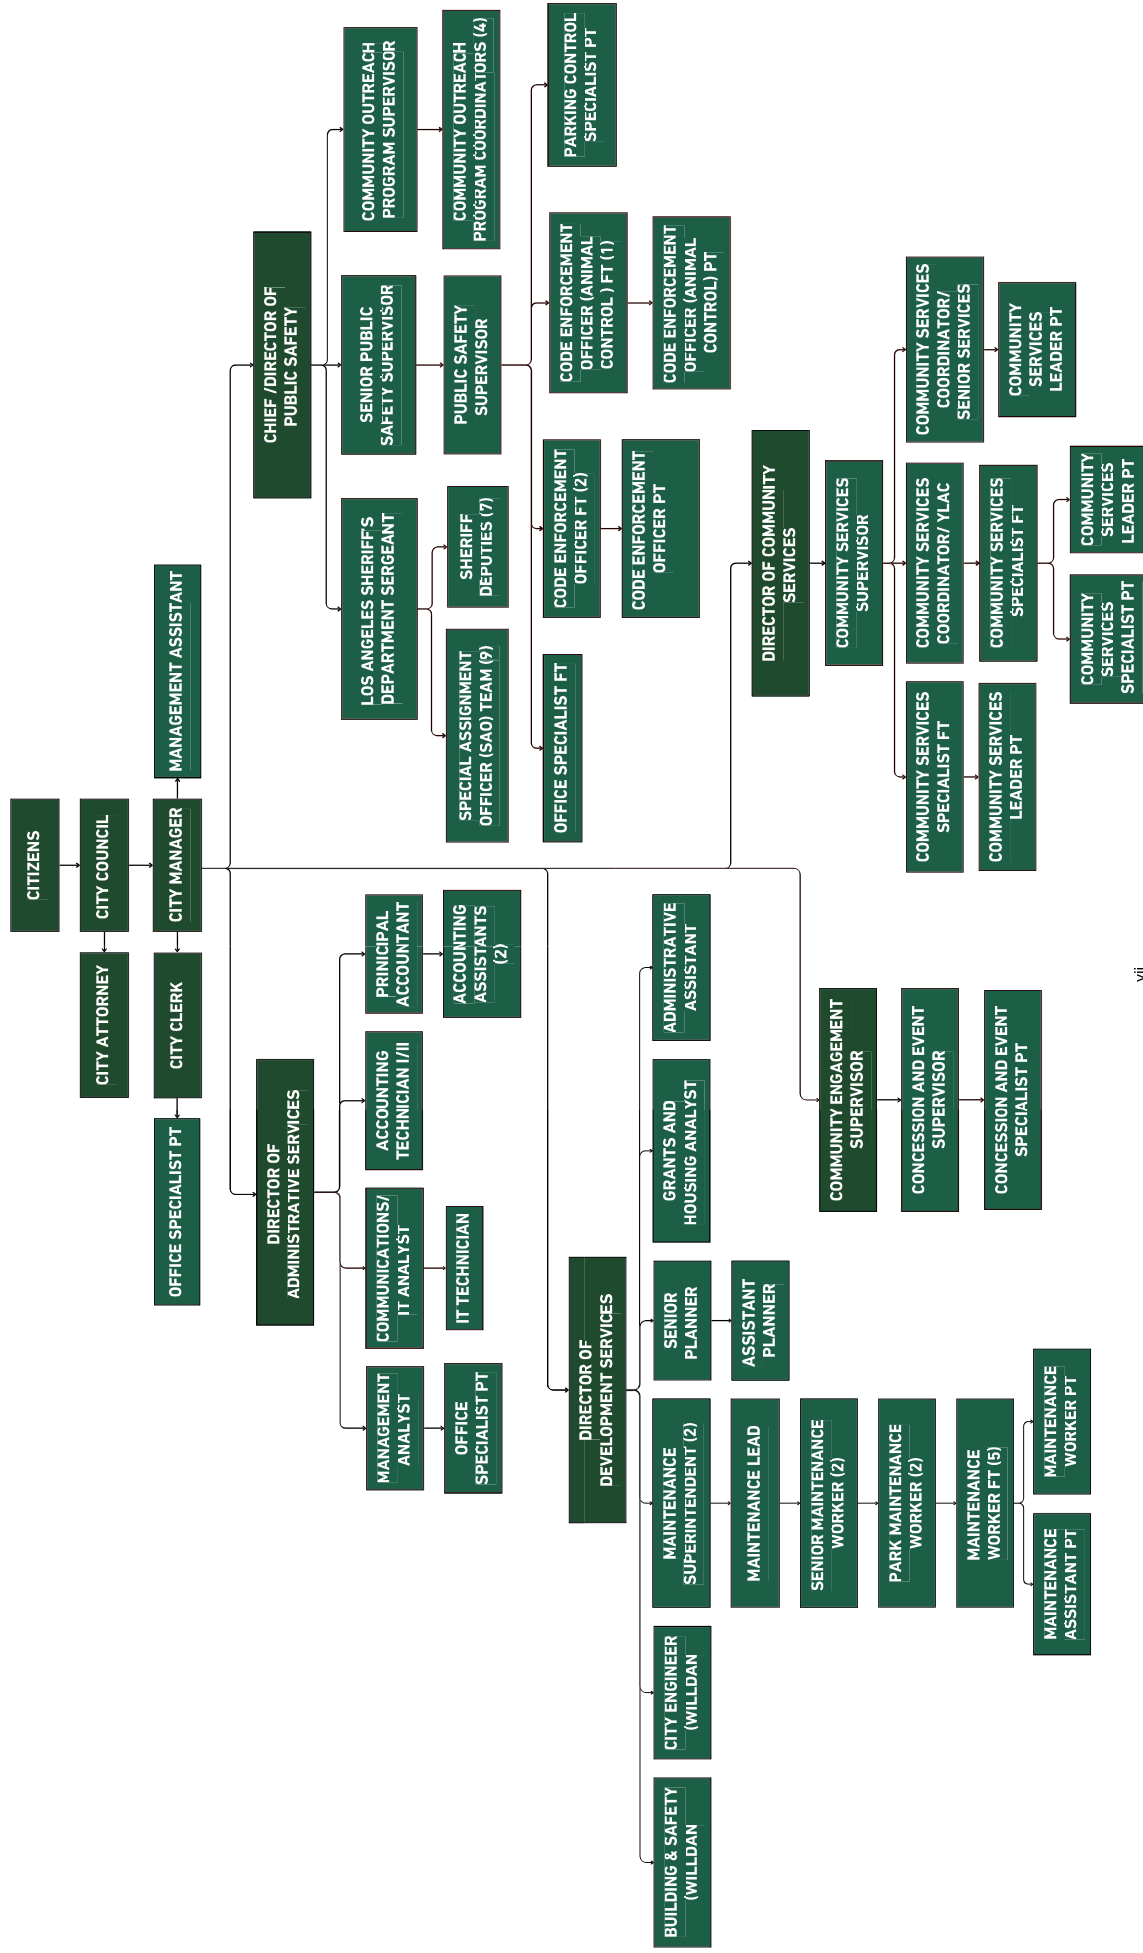 CITIZENS
CITY ATTORNEY
CITY COUNCIL
OFFICE SPECIALIST PT
CITY CLERK
CITY MANAGER
MANAGEMENT ASSISTANT
DIRECTOR OF
ADMINISTRATIVE SERVICES
CHIEF /DIRECTOR OF
PUBLIC SAFETY
MANAGEMENT
ANALYST
COMMUNICATIONS/
IT ANALYST
ACCOUNTING
TECHNICIAN I/II
PRINICIPAL
ACCOUNTANT
OFFICE
SPECIALIST PT
IT TECHNICIAN
ACCOUNTING
ASSISTANTS
(2)
LOS ANGELES SHERIFF'S
DEPARTMENT SERGEANT
SENIOR PUBLIC
SAFETY SUPERVISOR
COMMUNITY OUTREACH
PROGRAM SUPERVISOR
SPECIAL ASSIGNMENT
OFFICER (SAO) TEAM (9)
SHERIFF
DEPUTIES (7)
PUBLIC SAFETY
SUPERVISOR
COMMUNITY OUTREACH
PROGRAM COORDINATORS (4)
OFFICE SPECIALIST FT
CODE ENFORCEMENT
OFFICER FT (2)
CODE ENFORCEMENT
OFFICER (ANIMAL
CONTROL ) FT (1)
PARKING CONTROL
SPECIALIST PT
CODE ENFORCEMENT
OFFICER PT
CODE ENFORCEMENT
OFFICER (ANIMAL
CONTROL) PT
DIRECTOR OF
DEVELOPMENT SERVICES
BUILDING & SAFETY
(WILLDAN
CITY ENGINEER
(WILLDAN
MAINTENANCE
SUPERINTENDENT (2)
SENIOR
PLANNER
GRANTS AND
HOUSING ANALYST
ADMINISTRATIVE
ASSISTANT
MAINTENANCE LEAD
ASSISTANT
PLANNER
SENIOR MAINTENANCE
WORKER (2)
PARK MAINTENANCE
WORKER (2)
MAINTENANCE
WORKER FT (5)
MAINTENANCE
ASSISTANT PT
MAINTENANCE
WORKER PT
COMMUNITY ENGAGEMENT
SUPERVISOR
CONCESSION AND EVENT
SUPERVISOR
CONCESSION AND EVENT
SPECIALIST PT
DIRECTOR OF COMMUNITY
SERVICES
COMMUNITY SERVICES
SUPERVISOR
COMMUNITY SERVICES
SPECIALIST FT
COMMUNITY SERVICES
COORDINATOR/ YLAC
COMMUNITY SERVICES
COORDINATOR/
SENIOR SERVICES
COMMUNITY SERVICES
LEADER PT
COMMUNITY SERVICES
SPECIALIST FT
COMMUNITY
SERVICES
LEADER PT
COMMUNITY
SERVICES
SPECIALIST PT
COMMUNITY
SERVICES
LEADER PT
vii